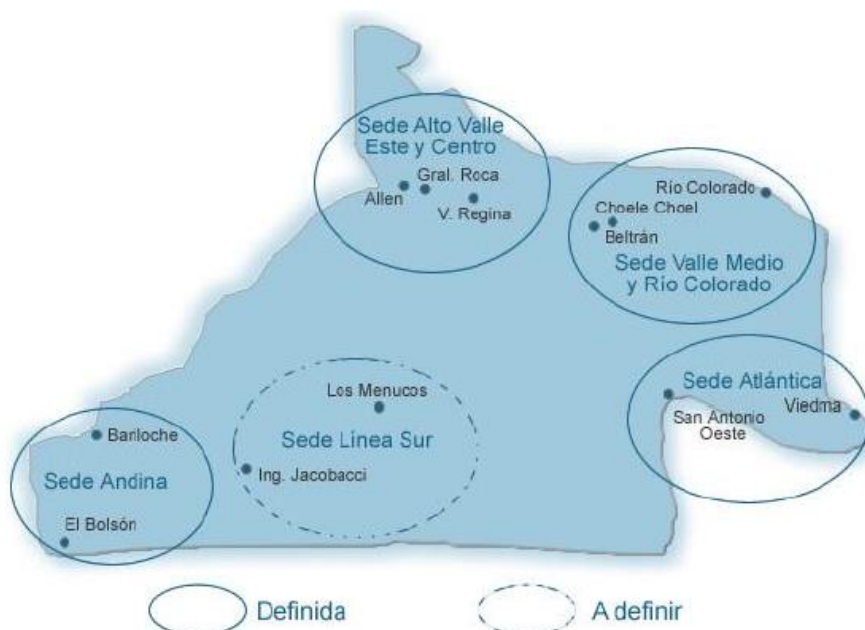 Sede Alto Valle
Este y Centro
Gral. Roca
Allen
V. Regina
Río Colorado
Choele Choel
Beltrán
Sede Valle Medio
y Río Colorado
Los Menucos
Sede Linea Sur
Ing. Jacobacci
Sede Atlántica
Viedma
San Antonio
Oeste
Bariloche
Sede Andina
El Bolsón
Definida
A definir